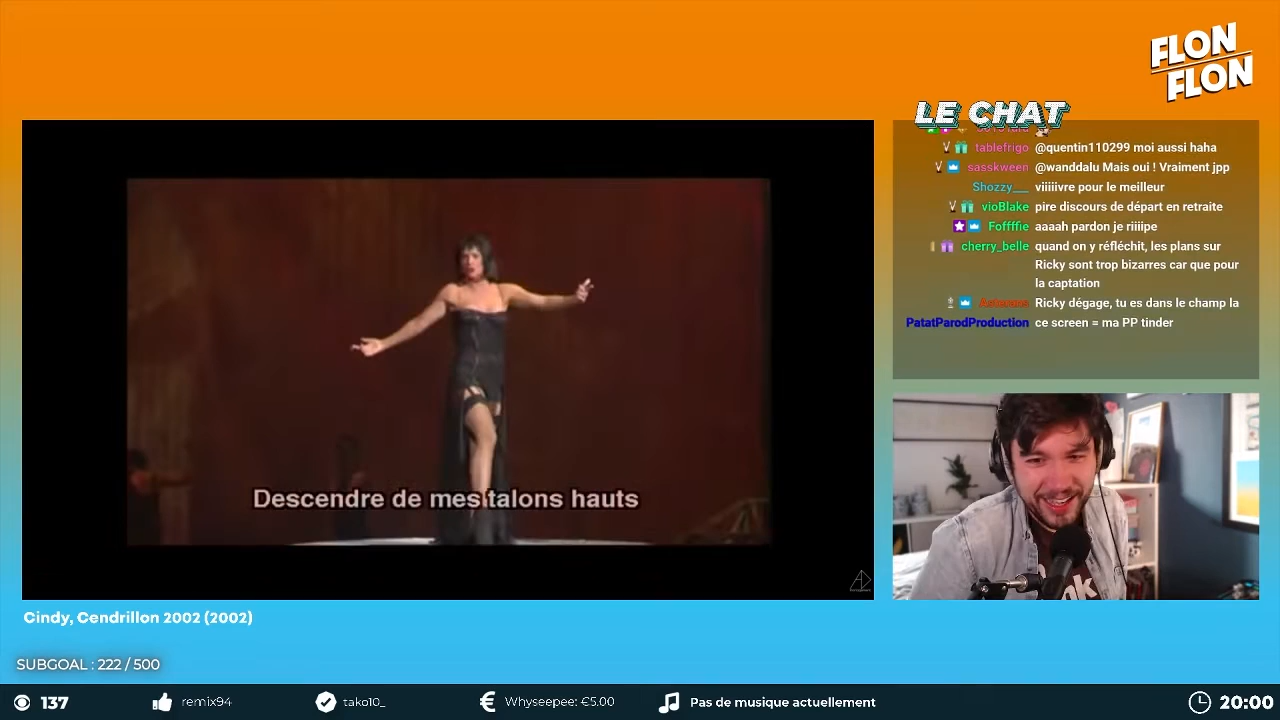 FLON
FLON
LE CHAT
tablefrigo @quentin110299 moi aussi haha
sasskween @wanddalu Mais oui ! Vraiment jpp
Shozzy___ viiiiivre pour le meilleur
vioBlake pire discours de départ en retraite
Foffffie aaaah pardon je riiipe
cherry_belle quand on y réfléchit, les plans sur
Ricky sont trop bizarres car que pour
la captation
Ricky dégage, tu es dans le champ la
PatatParodProduction ce screen = ma PP tinder
Descendre de mes talons hauts
Cindy, Cendrillon 2002 (2002)
SUBGOAL : 222 / 500
137
remix94
tako10_
Whyseepee: €5.00
Pas de musique actuellement
20:00